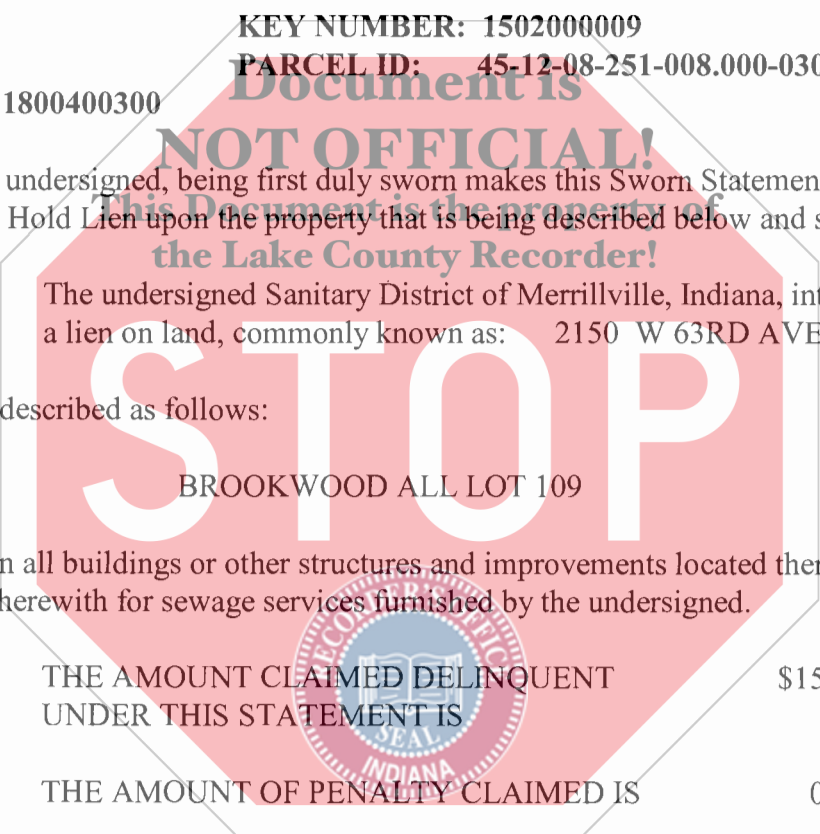 KEY NUMBER: 1502000009
PARCEL ID: 45-12-08-251-008.000-030
Document is
1800400300
NOT OFFICIAL!
undersigned, being first duly sworn makes this Sworn Statemen
This Document is the property of
Hold Lien upon the property that is being described below and s
the Lake County Recorder!
The undersigned Sanitary District of Merrillville, Indiana, int
a lien on land, commonly known as: 2150 W 63RD AVE
STOP
described as follows:
BROOKWOOD ALL LOT 109
n all buildings or other structures and improvements located ther
herewith for sewage services furnished by the undersigned.
RECORDER'S OFFICE
THE AMOUNT CLAIMED DELINQUENT $15
UNDER THIS STATEMENT IS
SEAL
INDIANA
THE AMOUNT OF PENALTY CLAIMED IS 0